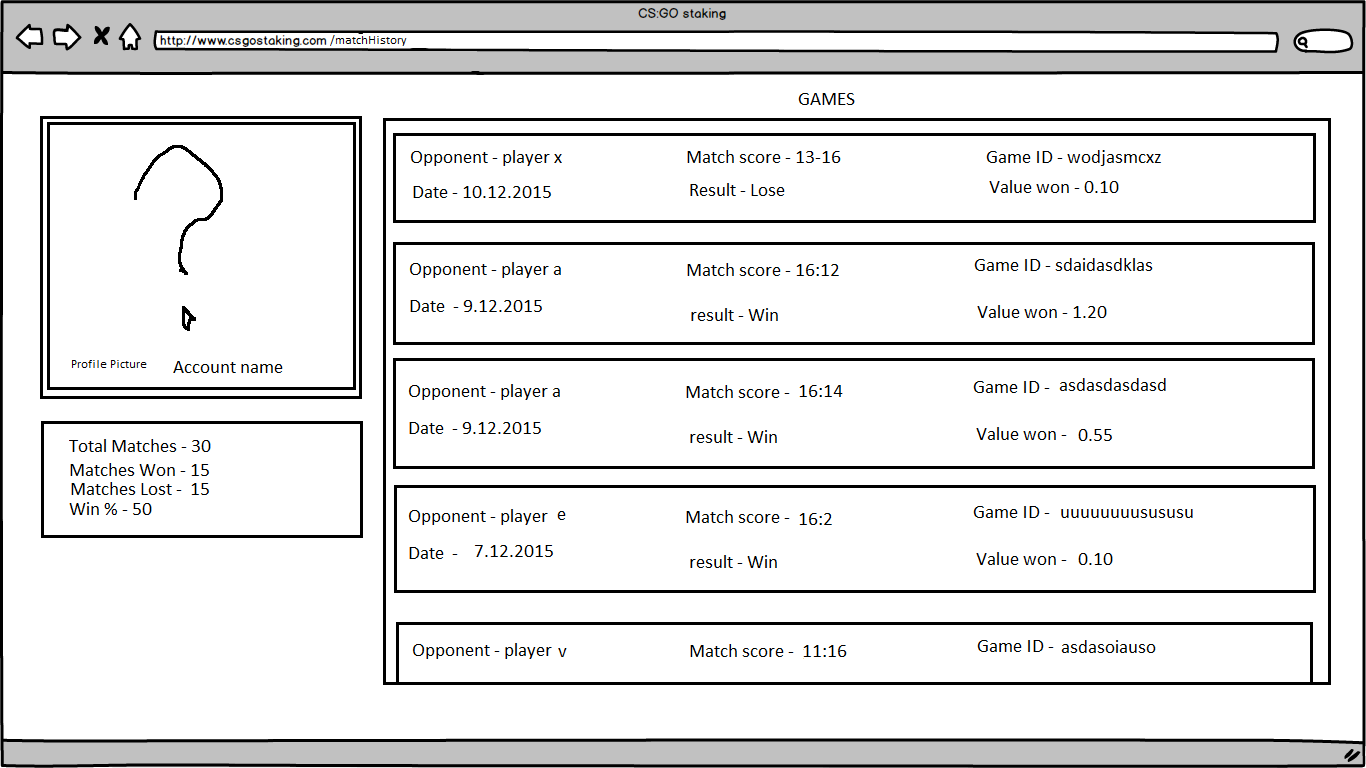 CS:GO staking
http://www.csgostaking.com /matchHistory
GAMES
Profile Picture
Account name
Total Matches - 30
Matches Won - 15
Matches Lost - 15
Win % - 50
Opponent - player x Match score - 13-16 Game ID - wodjasmcxz
Date - 10.12.2015 Result - Lose Value won - 0.10
Opponent - player a Match score - 16:12 Game ID - sdaidasdklas
Date - 9.12.2015 result - Win Value won - 1.20
Opponent - player a Match score - 16:14 Game ID - asdasdasdasd
Date - 9.12.2015 result - Win Value won - 0.55
Opponent - player e Match score - 16:2 Game ID - uuuuuuuusususu
Date - 7.12.2015 result - Win Value won - 0.10
Opponent - player v Match score - 11:16 Game ID - asdasoiauso